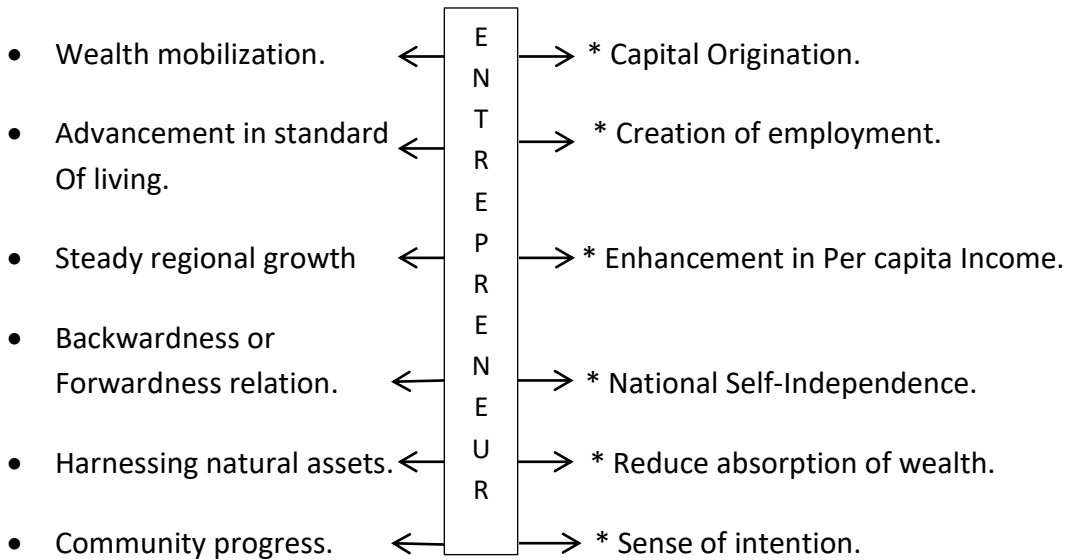 • Wealth mobilization.
* Capital Origination.
• Advancement in standard
Of living.
* Creation of employment.
• Steady regional growth
* Enhancement in Per capita Income.
• Backwardness or
Forwardness relation.
* National Self-Independence.
• Harnessing natural assets.
* Reduce absorption of wealth.
• Community progress.
* Sense of intention.
E
N
T
R
E
P
R
E
N
E
U
R